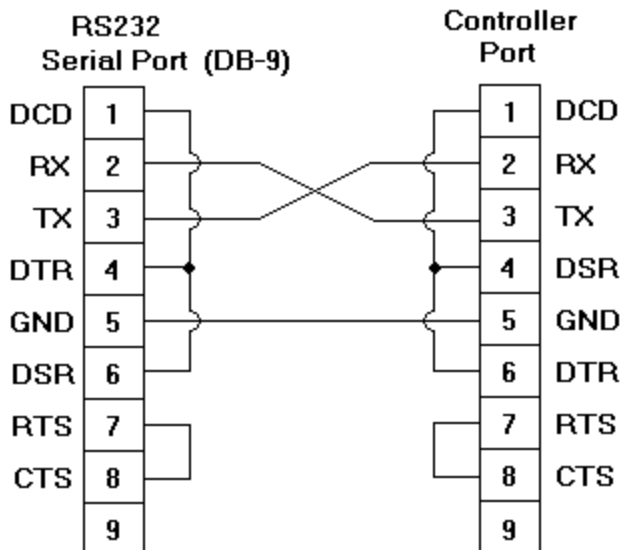 RS232 Controller
Serial Port (DB-9) Port
DCD 1 1 DCD
RX 2 2 RX
TX 3 3 TX
DTR 4 4 DSR
GND 5 5 GND
DSR 6 6 DTR
RTS 7 7 RTS
CTS 8 8 CTS
9 9